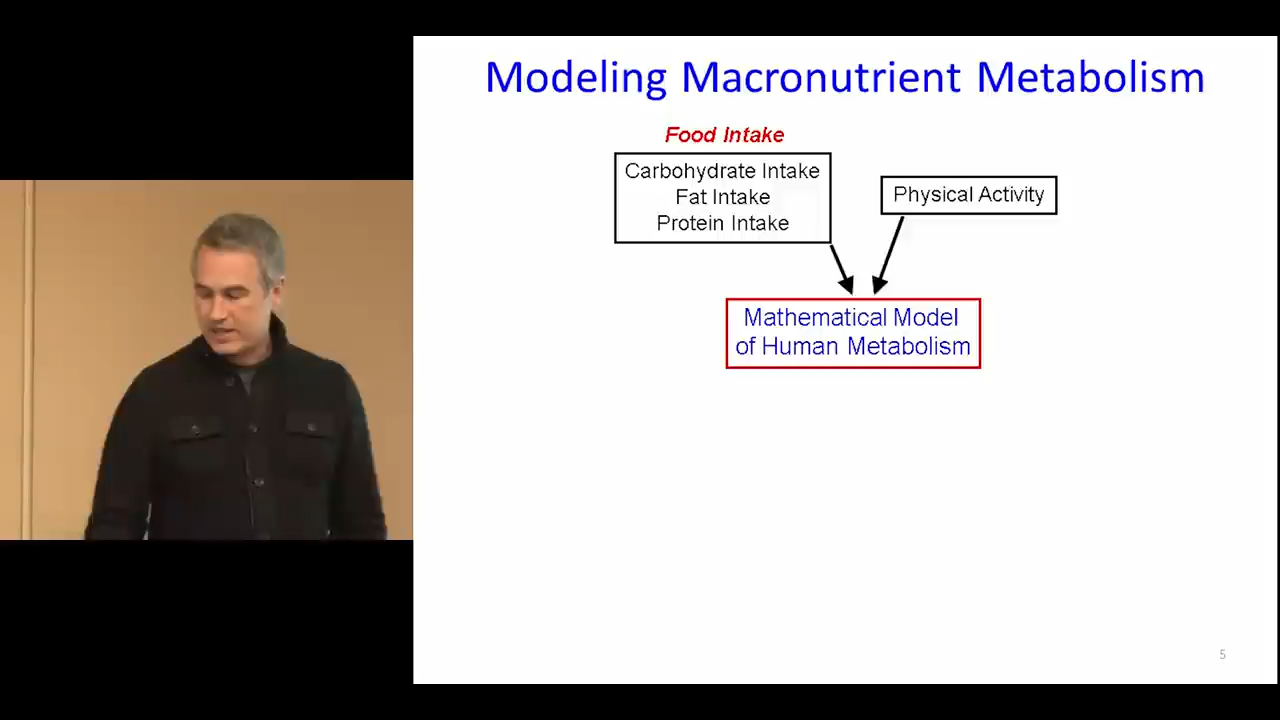 Modeling Macronutrient Metabolism
Food Intake
Carbohydrate Intake
Fat Intake
Protein Intake
Physical Activity
Mathematical Model
of Human Metabolism
5